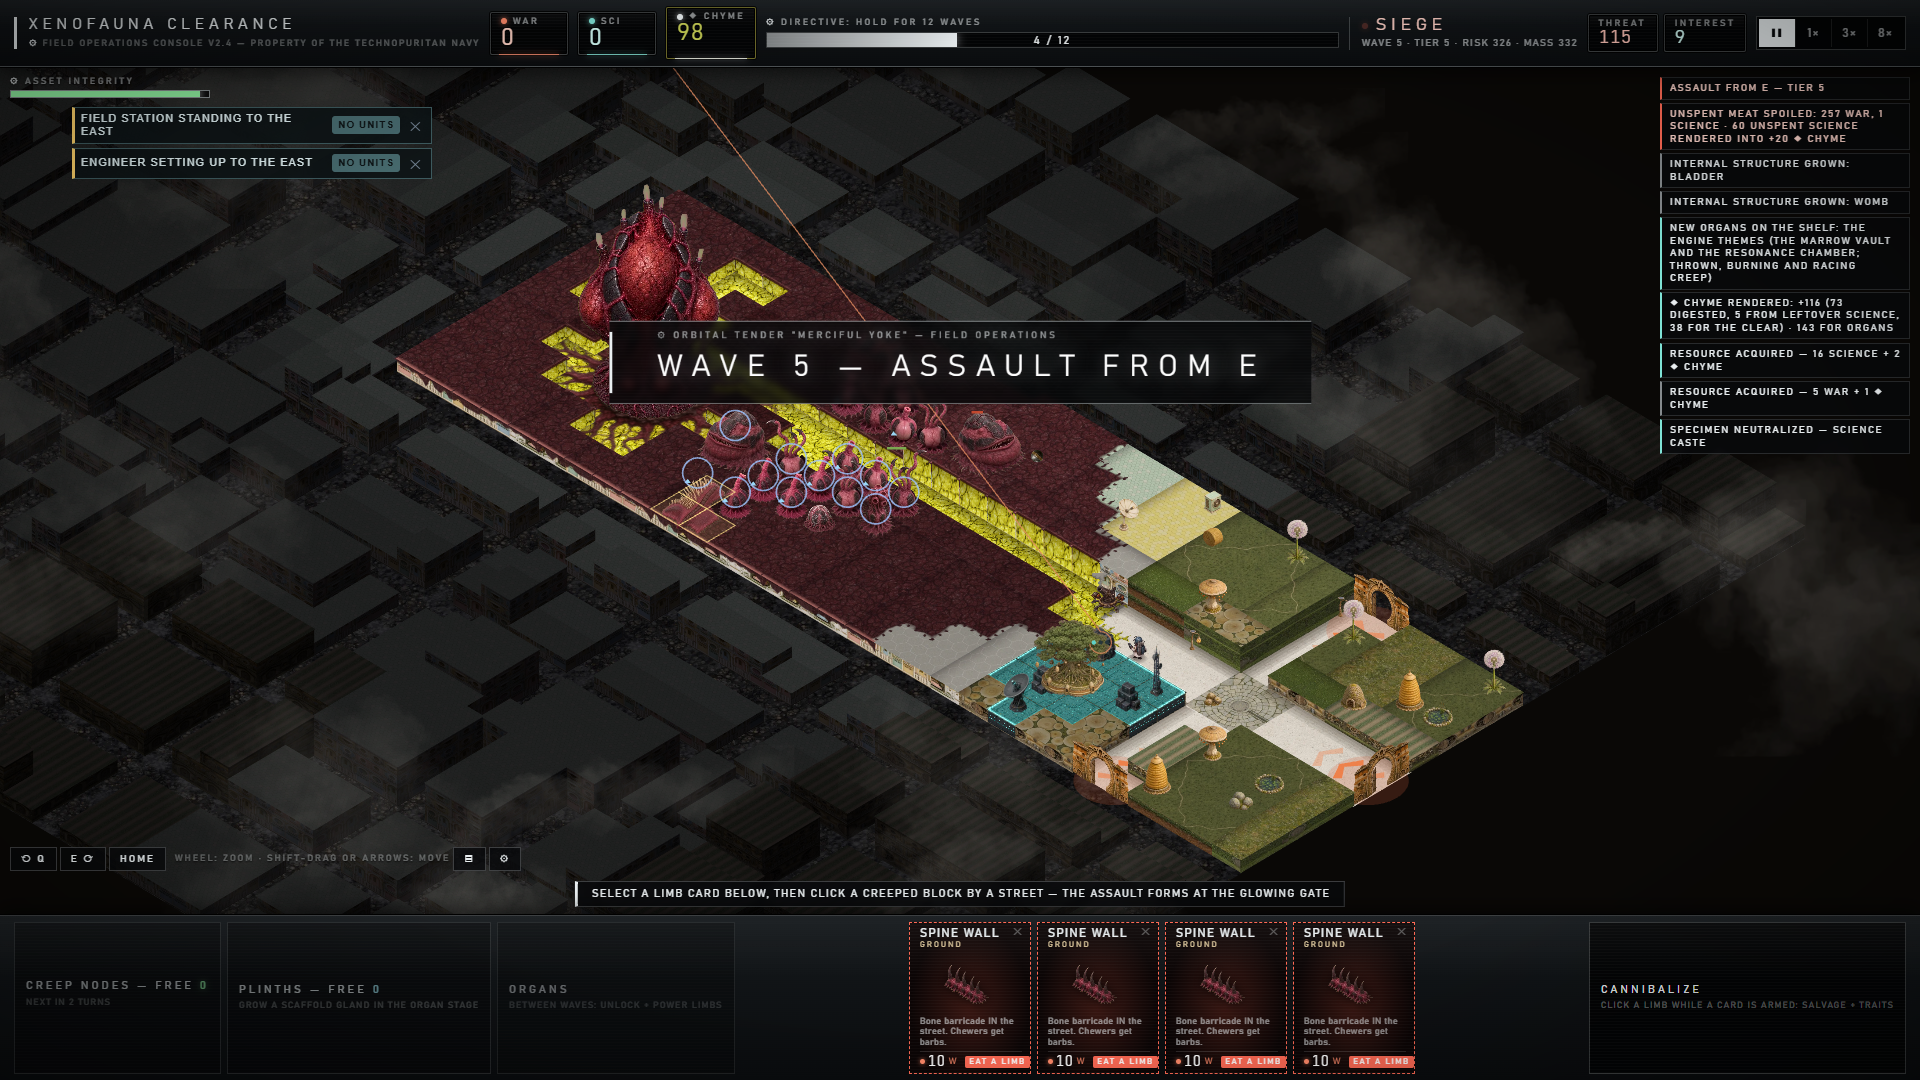 XENOFAUNA CLEARANCE
FIELD OPERATIONS CONSOLE V2.4 — PROPERTY OF THE TECHNOPURITAN NAVY
WAR
0
SCI
0
◆ CHYME
98
DIRECTIVE: HOLD FOR 12 WAVES
4 / 12
SIEGE
WAVE 5 · TIER 5 · RISK 326 · MASS 332
THREAT
115
INTEREST
9
1×
3×
8×
ASSET INTEGRITY
FIELD STATION STANDING TO THE
EAST
NO UNITS
ENGINEER SETTING UP TO THE EAST
NO UNITS
ASSAULT FROM E — TIER 5
UNSPENT MEAT SPOILED: 257 WAR, 1
SCIENCE · 60 UNSPENT SCIENCE
RENDERED INTO +20 ◆ CHYME
INTERNAL STRUCTURE GROWN:
BLADDER
INTERNAL STRUCTURE GROWN: WOMB
NEW ORGANS ON THE SHELF: THE
ENGINE THEMES (THE MARROW VAULT
AND THE RESONANCE CHAMBER;
THROWN, BURNING AND RACING
CREEP)
◆ CHYME RENDERED: +116 (73
DIGESTED, 5 FROM LEFTOVER SCIENCE,
38 FOR THE CLEAR) · 143 FOR ORGANS
RESOURCE ACQUIRED — 16 SCIENCE + 2
◆ CHYME
RESOURCE ACQUIRED — 5 WAR + 1 ◆
CHYME
SPECIMEN NEUTRALIZED — SCIENCE
CASTE
ORBITAL TENDER "MERCIFUL YOKE" — FIELD OPERATIONS
WAVE 5 — ASSAULT FROM E
Q
E
HOME
WHEEL: ZOOM · SHIFT-DRAG OR ARROWS: MOVE
SELECT A LIMB CARD BELOW, THEN CLICK A CREEPED BLOCK BY A STREET — THE ASSAULT FORMS AT THE GLOWING GATE
CREEP NODES — FREE 0
NEXT IN 2 TURNS
PLINTHS — FREE 0
GROW A SCAFFOLD GLAND IN THE ORGAN STAGE
ORGANS
BETWEEN WAVES: UNLOCK + POWER LIMBS
SPINE WALL
GROUND
Bone barricade IN the
street. Chewers get
barbs.
10 W
EAT A LIMB
SPINE WALL
GROUND
Bone barricade IN the
street. Chewers get
barbs.
10 W
EAT A LIMB
SPINE WALL
GROUND
Bone barricade IN the
street. Chewers get
barbs.
10 W
EAT A LIMB
SPINE WALL
GROUND
Bone barricade IN the
street. Chewers get
barbs.
10 W
EAT A LIMB
CANNIBALIZE
CLICK A LIMB WHILE A CARD IS ARMED: SALVAGE + TRAITS